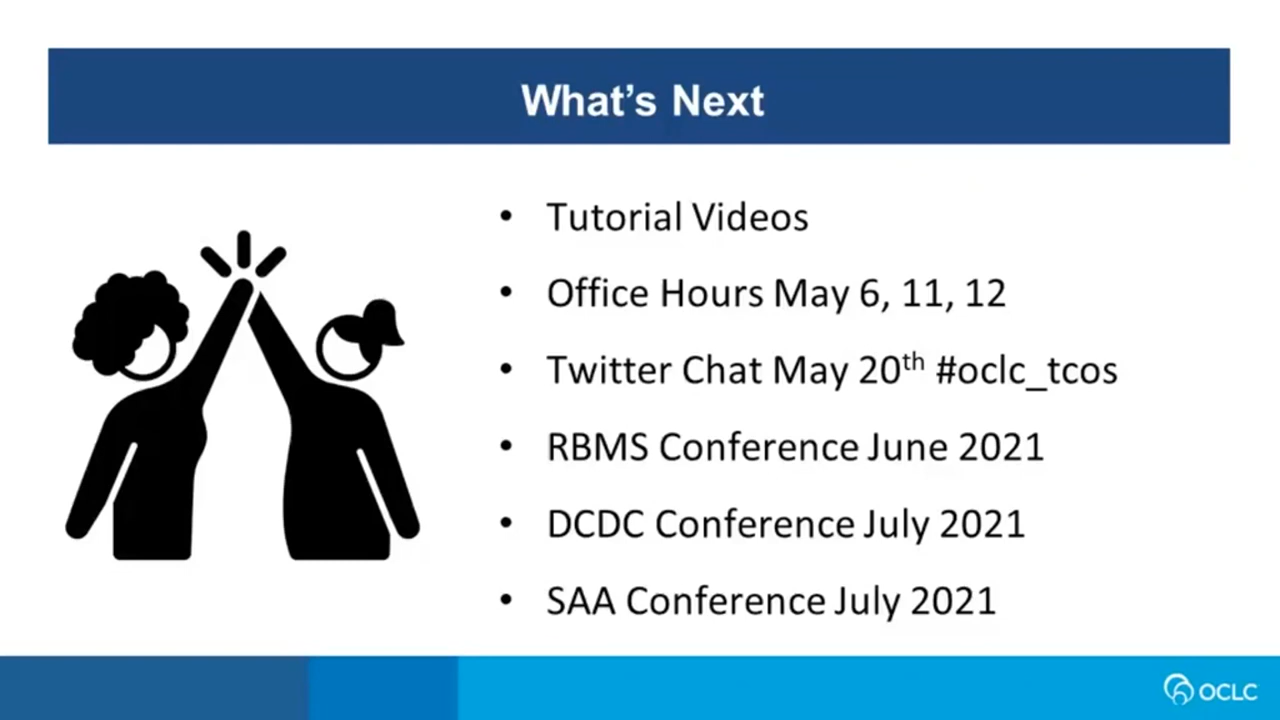 What's Next
• Tutorial Videos
• Office Hours May 6, 11, 12
• Twitter Chat May 20th #oclc_tcos
• RBMS Conference June 2021
• DCDC Conference July 2021
• SAA Conference July 2021
OCLC